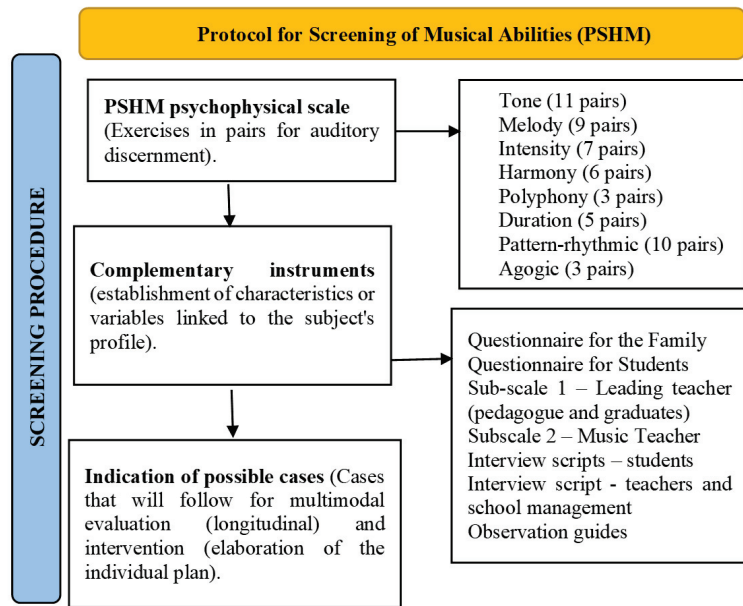 Protocol for Screening of Musical Abilities (PSHM)
SCREENING PROCEDURE
PSHM psychophysical scale
(Exercises in pairs for auditory
discernment).
Tone (11 pairs)
Melody (9 pairs)
Intensity (7 pairs)
Harmony (6 pairs)
Polyphony (3 pairs)
Duration (5 pairs)
Pattern-rhythmic (10 pairs)
Agogic (3 pairs)
Complementary instruments
(establishment of characteristics or
variables linked to the subject's
profile).
Questionnaire for the Family
Questionnaire for Students
Sub-scale 1 – Leading teacher
(pedagogue and graduates)
Subscale 2 – Music Teacher
Interview scripts – students
Interview script - teachers and
school management
Observation guides
Indication of possible cases (Cases
that will follow for multimodal
evaluation (longitudinal) and
intervention (elaboration of the
individual plan).